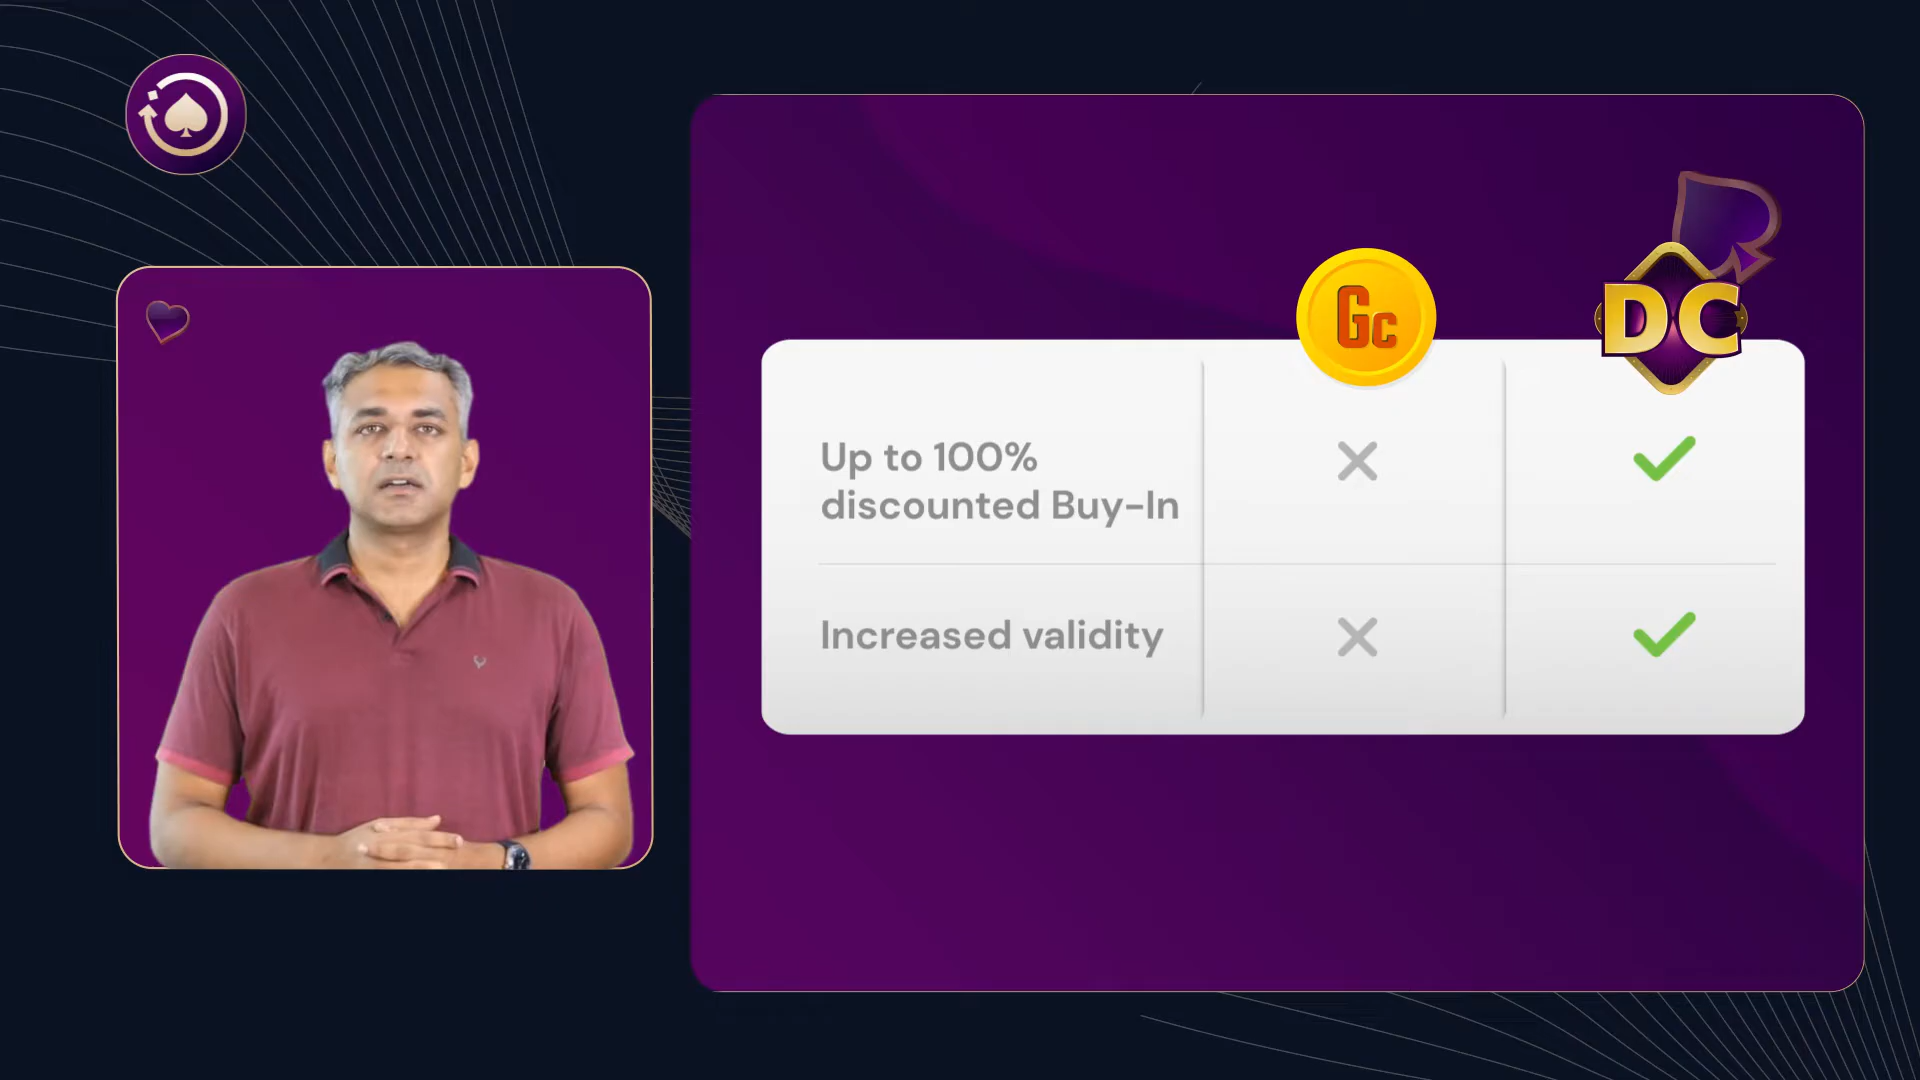 Gc
DC
Up to 100%
discounted Buy-In
Increased validity